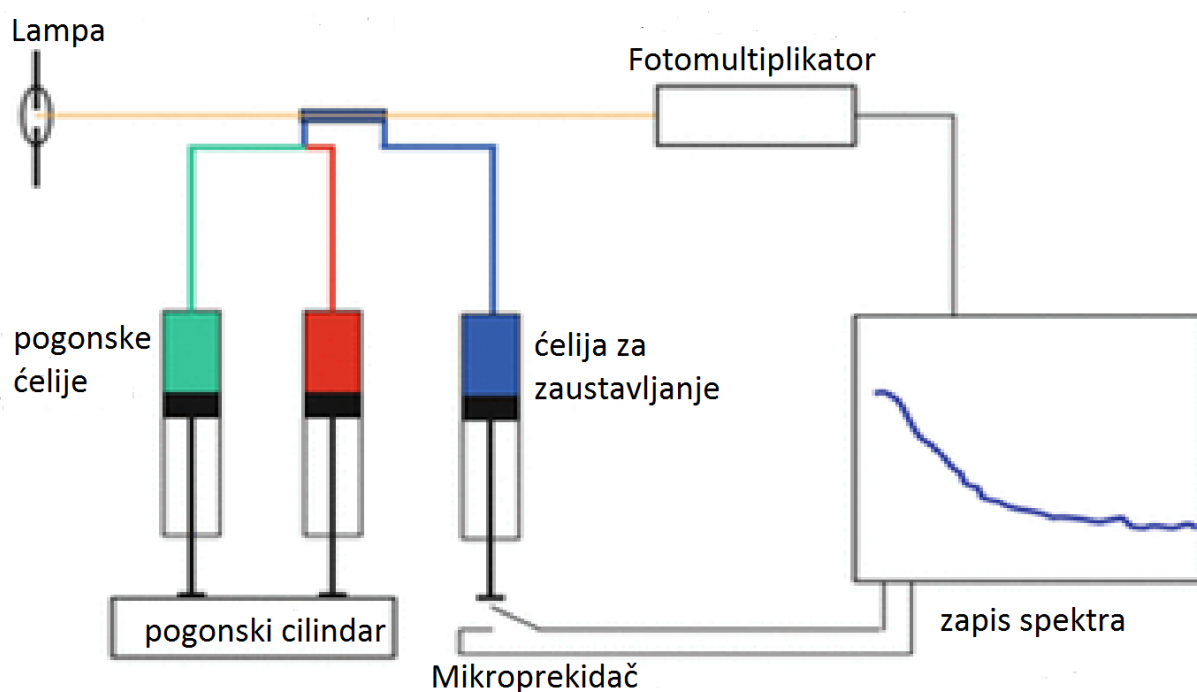 Lampa
Fotomultiplikator
pogonske
ćelije
ćelija za
zaustavljanje
pogonski cilindar
zapis spektra
Mikroprekidač